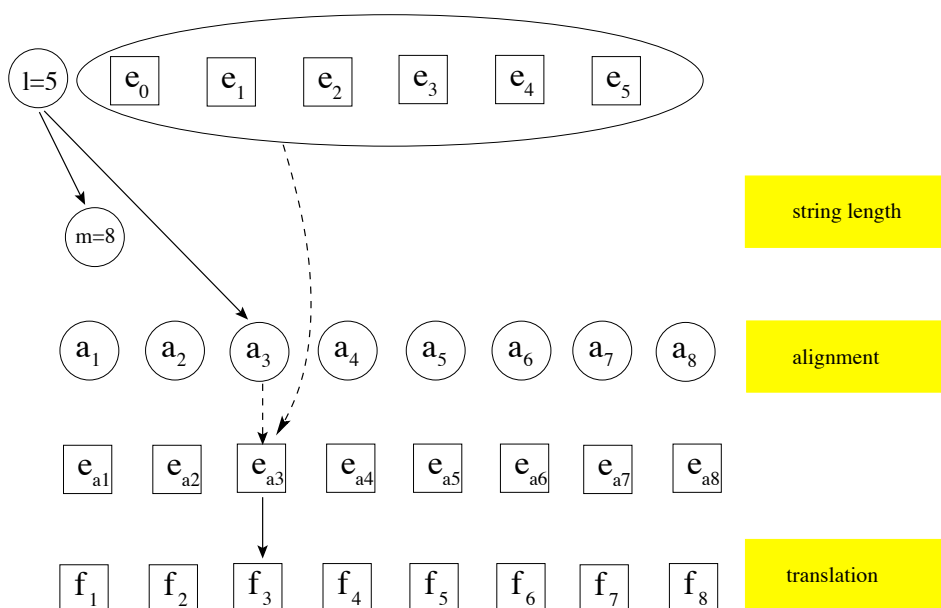 l=5 e0 e1 e2 e3 e4 e5
m=8 string length
a1 a2 a3 a4 a5 a6 a7 a8 alignment
ea1 ea2 ea3 ea4 ea5 ea6 ea7 ea8
f1 f2 f3 f4 f5 f6 f7 f8 translation